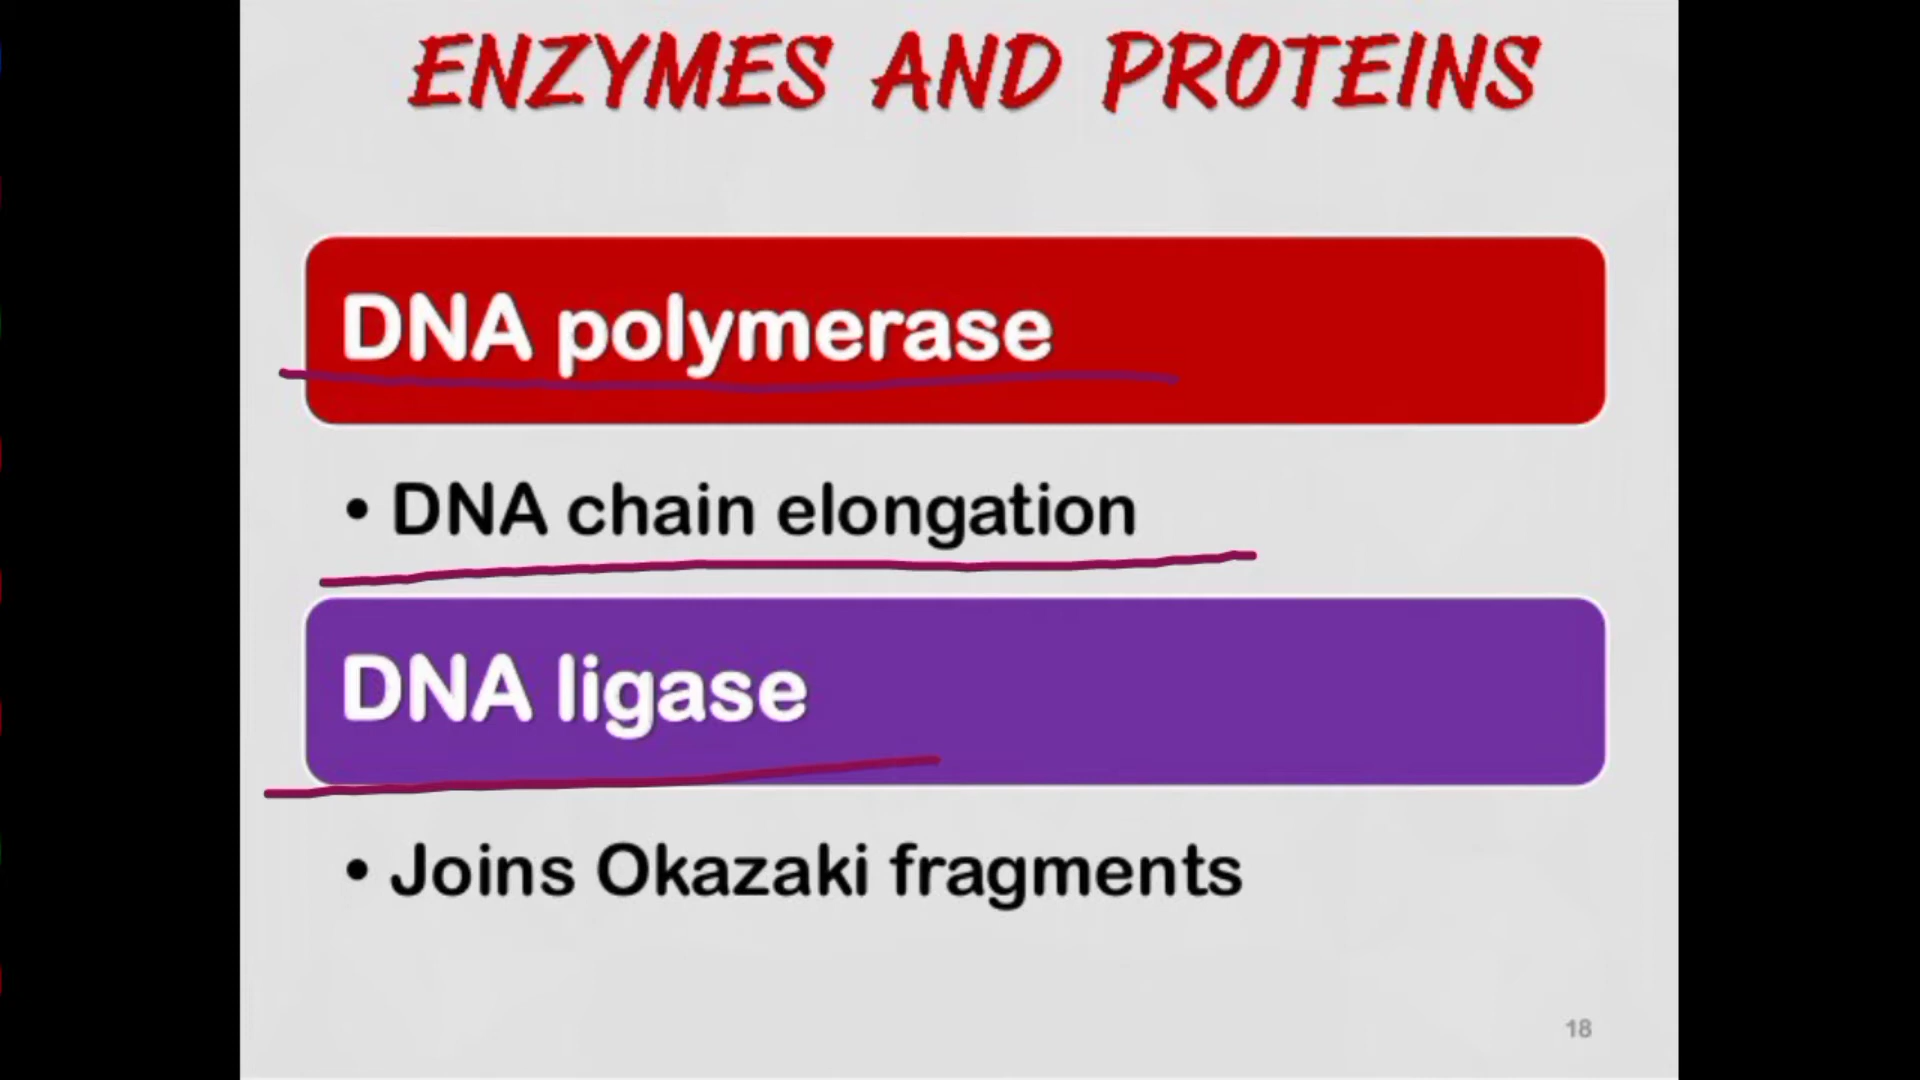 ENZYMES AND PROTEINS
DNA polymerase
• DNA chain elongation
DNA ligase
• Joins Okazaki fragments
18